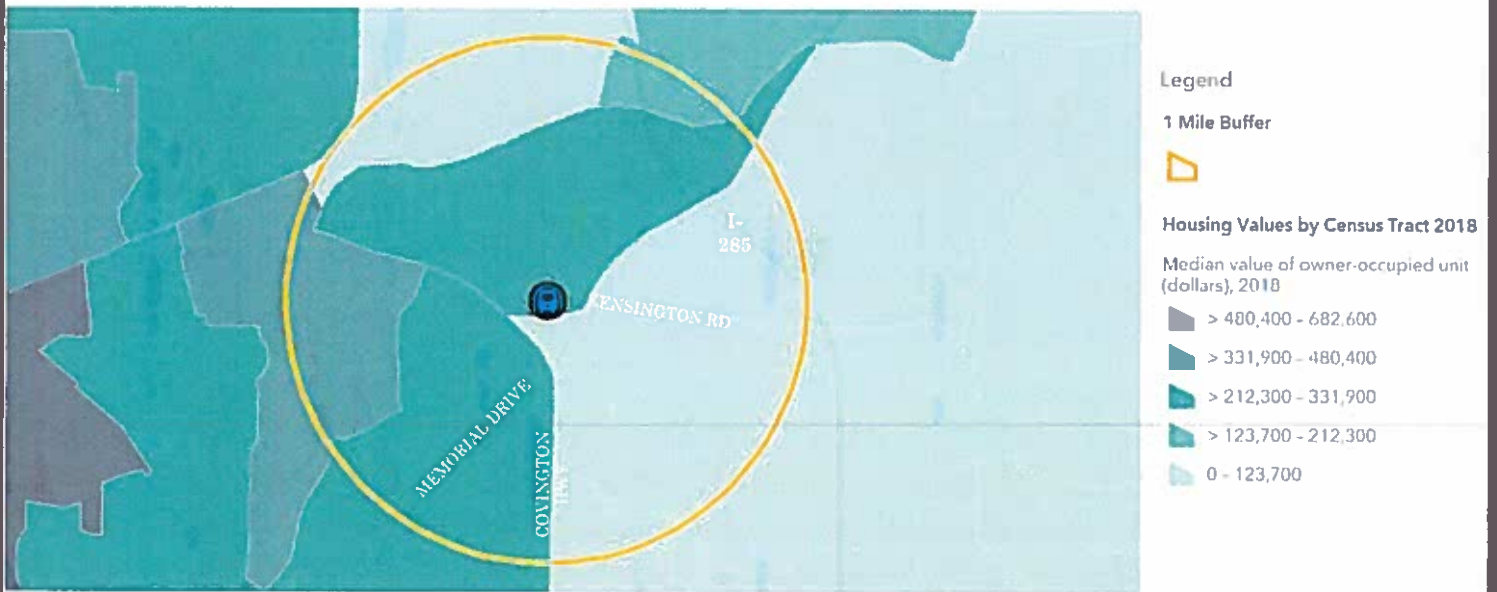 Legend
1 Mile Buffer
Housing Values by Census Tract 2018
Median value of owner-occupied unit
(dollars), 2018
> 480,400 - 682,600
> 331,900 - 480,400
> 212,300 - 331,900
> 123,700 - 212,300
0 - 123,700
I-
285
KENSINGTON RD
MEMORIAL DRIVE
COVINGTON
HWY